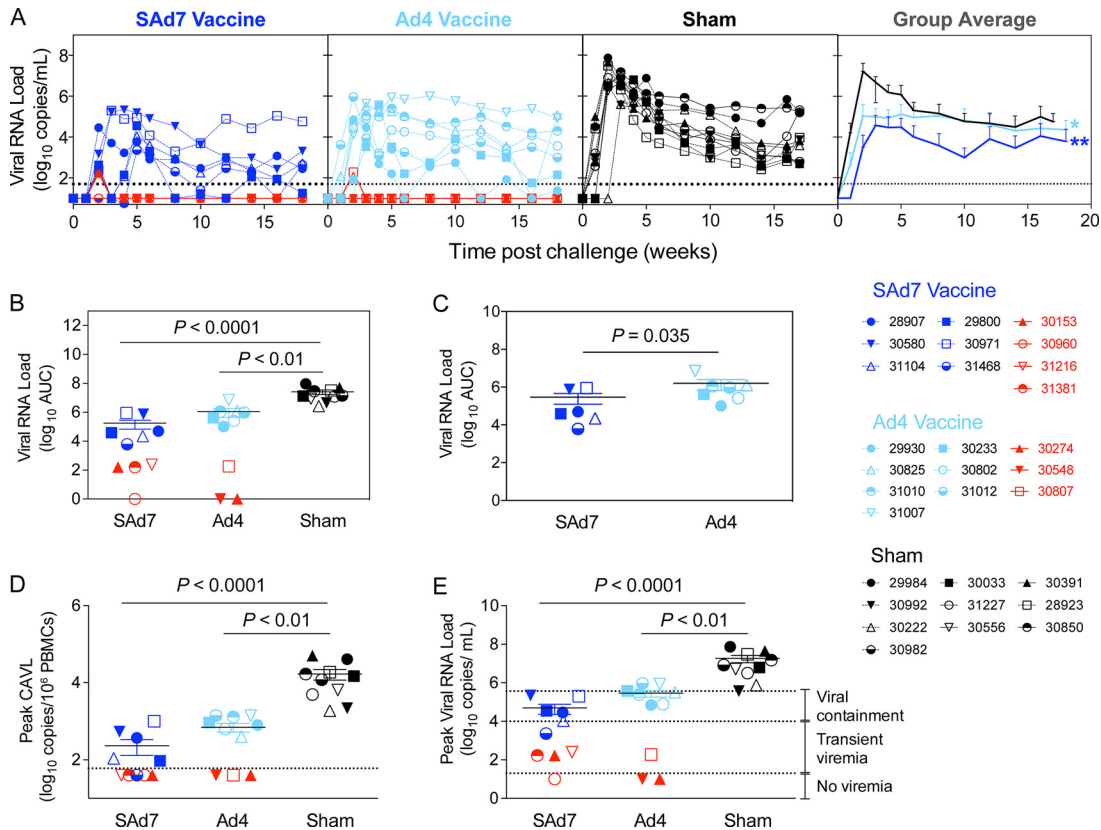 A
SAd7 Vaccine
Ad4 Vaccine
Sham
Group Average
Viral RNA Load
(log10 copies/mL)
8
6
4
2
0 5 10 15 0 5 10 15 0 5 10 15 0 5 10 15 20
*
**
Time post challenge (weeks)
B
Viral RNA Load
(log10 AUC)
12
10
8
6
4
2
0
P < 0.0001
P < 0.01
SAd7 Ad4 Sham
C
Viral RNA Load
(log10 AUC)
10
8
6
4
2
0
P = 0.035
SAd7 Ad4
SAd7 Vaccine
28907 29800 30153
30580 30971 30960
31104 31468 31216
31381
Ad4 Vaccine
29930 30233 30274
30825 30802 30548
31010 31012 30807
31007
Sham
29984 30033 30391
30992 31227 28923
30222 30556 30850
30982
D
Peak CAVL
(log10 copies/10⁶ PBMCs)
6
4
2
P < 0.0001
P < 0.01
SAd7 Ad4 Sham
E
Peak Viral RNA Load
(log10 copies/ mL)
10
8
6
4
2
0
P < 0.0001
P < 0.01
SAd7 Ad4 Sham
Viral
containment
Transient
viremia
No viremia